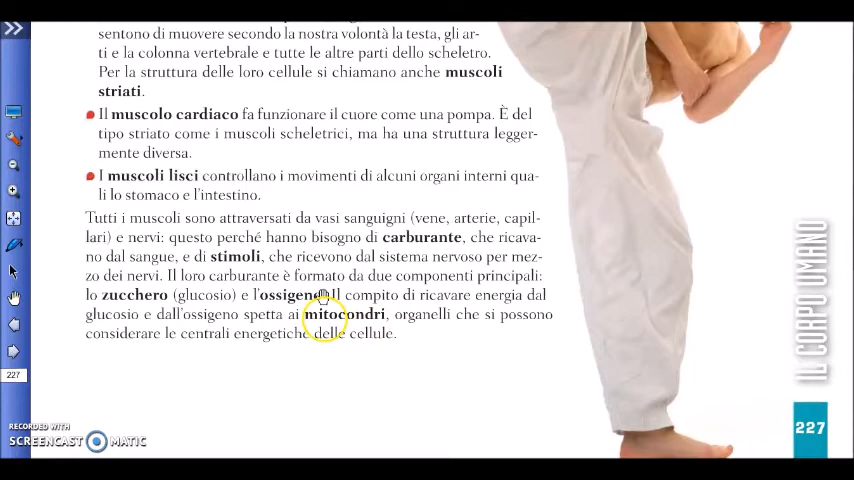 sentono di muovere secondo la nostra volontà la testa, gli ar-
ti e la colonna vertebrale e tutte le altre parti dello scheletro.
Per la struttura delle loro cellule si chiamano anche muscoli
striati.
Il muscolo cardiaco fa funzionare il cuore come una pompa. È del
tipo striato come i muscoli scheletrici, ma ha una struttura legger-
mente diversa.
I muscoli lisci controllano i movimenti di alcuni organi interni qua-
li lo stomaco e l'intestino.
Tutti i muscoli sono attraversati da vasi sanguigni (vene, arterie, capil-
lari) e nervi: questo perché hanno bisogno di carburante, che ricava-
no dal sangue, e di stimoli, che ricevono dal sistema nervoso per mez-
zo dei nervi. Il loro carburante è formato da due componenti principali:
lo zucchero (glucosio) e l'ossigeno. Il compito di ricavare energia dal
glucosio e dall'ossigeno spetta ai mitocondri, organelli che si possono
considerare le centrali energetiche delle cellule.
IL CORPO UMANO
227
227
RECORDED WITH
SCREENCAST MATIC